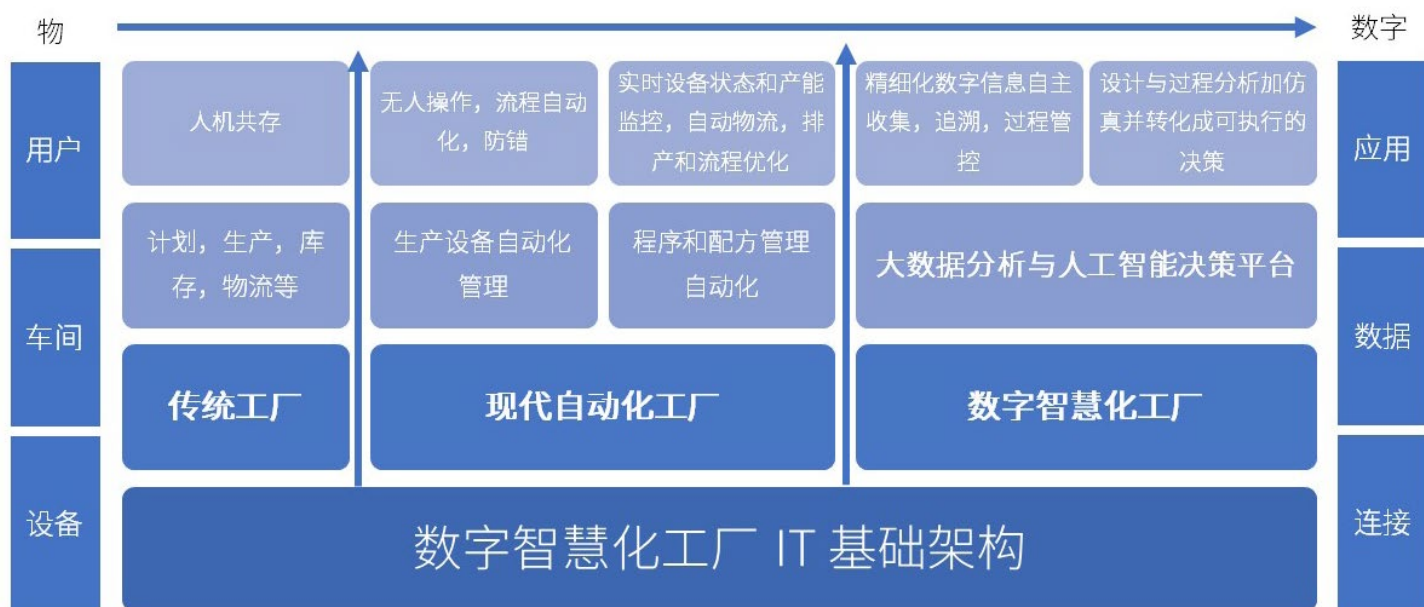 物
数字
用户
车间
设备
人机共存
无人操作，流程自动
化，防错
实时设备状态和产能
监控，自动物流，排
产和流程优化
精细化数字信息自主
收集，追溯，过程管
控
设计与过程分析加仿
真并转化成可执行的
决策
计划，生产，库
存，物流等
生产设备自动化
管理
程序和配方管理
自动化
大数据分析与人工智能决策平台
传统工厂
现代自动化工厂
数字智慧化工厂
数字智慧化工厂 IT 基础架构
应用
数据
连接